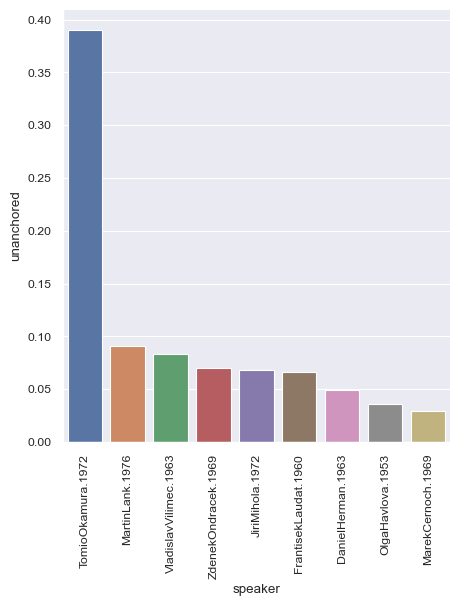 0.40
0.35
0.30
0.25
0.20
0.15
0.10
0.05
0.00
unanchored
TomioOkamura.1972
MartinLank.1976
VladislavVilimec.1963
ZdenekOndracek.1969
JiriMihola.1972
FrantisekLaudat.1960
DanielHerman.1963
OlgaHavlova.1953
MarekCernoch.1969
speaker